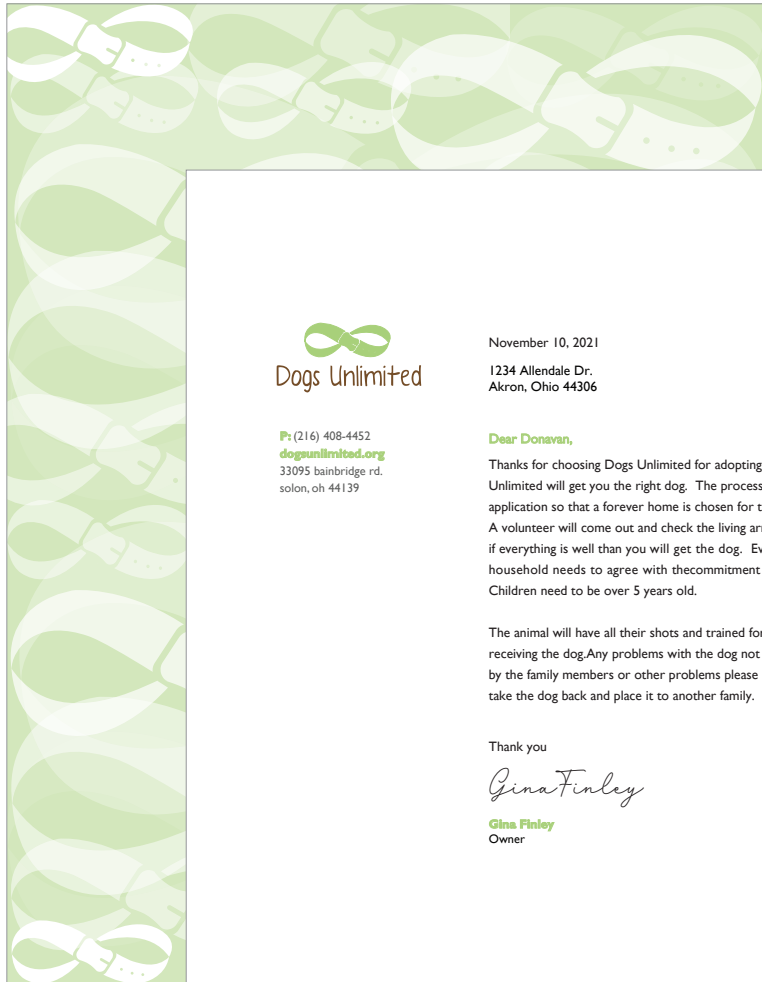 Dogs Unlimited
P: (216) 408-4452
dogsunlimited.org
33095 bainbridge rd.
solon, oh 44139
November 10, 2021
1234 Allendale Dr.
Akron, Ohio 44306
Dear Donavan,
Thanks for choosing Dogs Unlimited for adopting
Unlimited will get you the right dog. The process
application so that a forever home is chosen for
A volunteer will come out and check the living
if everything is well than you will get the dog.
household needs to agree with thecommitment
Children need to be over 5 years old.
The animal will have all their shots and trained for
receiving the dog.Any problems with the dog not
by the family members or other problems please
take the dog back and place it to another family.
Thank you
Gina Finley
Gina Finley
Owner